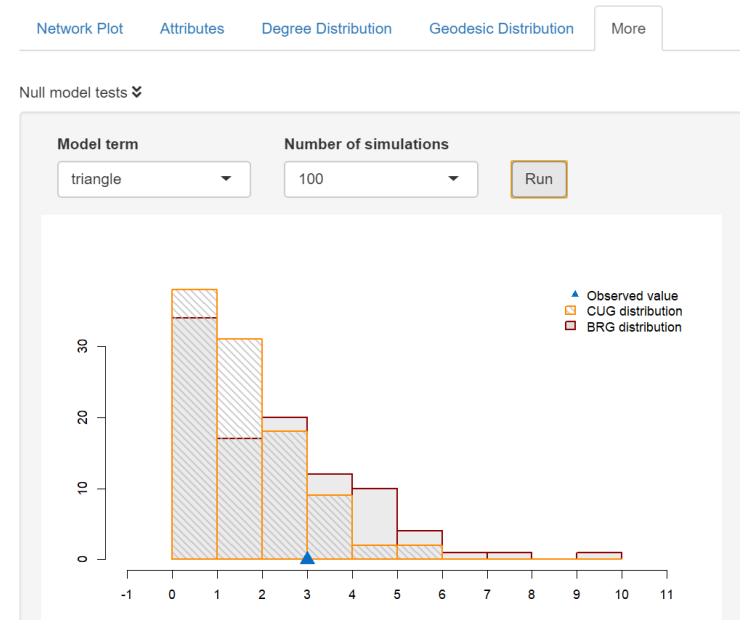 Network Plot Attributes Degree Distribution Geodesic Distribution More
Null model tests
Model term Number of simulations
triangle 100 Run
Observed value
CUG distribution
BRG distribution
30
20
10
0
-1 0 1 2 3 4 5 6 7 8 9 10 11